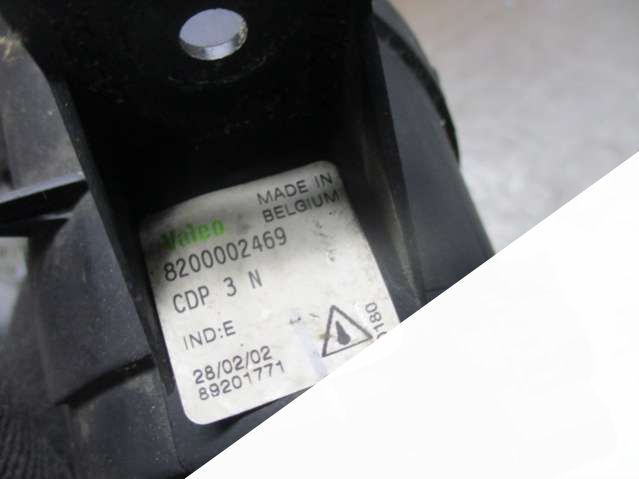 MADE IN
BELGIUM
Valeo
8200002469
CDP 3 N
IND:E
28/02/02
89201771